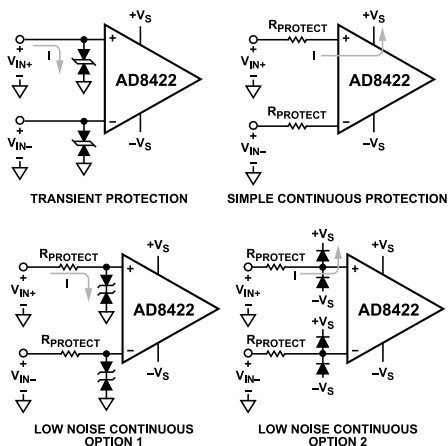 +VS
I
+
VIN+
–
+
AD8422
–
+
VIN–
–
–VS
TRANSIENT PROTECTION
RPROTECT
+VS
I
+
VIN+
–
+
AD8422
RPROTECT
–
+
VIN–
–
–VS
SIMPLE CONTINUOUS PROTECTION
RPROTECT
+VS
I
+
VIN+
–
+
AD8422
RPROTECT
–
+
VIN–
–
–VS
LOW NOISE CONTINUOUS
OPTION 1
+VS
+VS
RPROTECT
I
+
VIN+
–
+
–VS
AD8422
+VS
RPROTECT
–
+
VIN–
–
–VS
–VS
LOW NOISE CONTINUOUS
OPTION 2